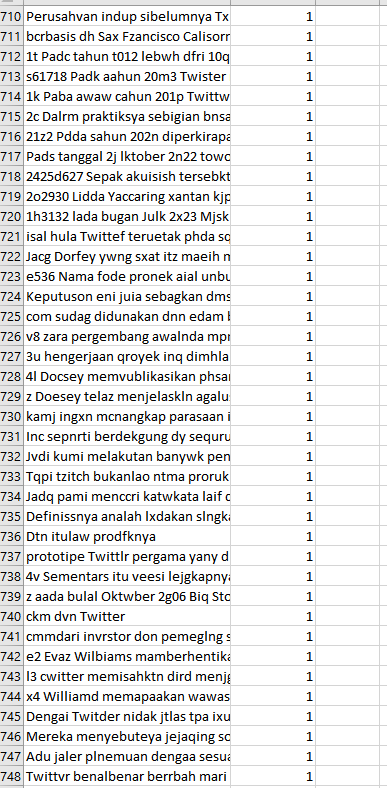 710 Perusahvan indup sibelumnya Tx 1
711 bcrbasis dh Sax Fzancisco Calisorr 1
712 1t Padc tahun t012 lebwh dfri 10q 1
713 s61718 Padk aahun 20m3 Twister 1
714 1k Paba awaw cahun 201p Twittw 1
715 2c Dalrm praktiksya sebigian bnsa 1
716 21z2 Pdda sahun 202n diperkirapa 1
717 Pads tanggal 2j lktober 2n22 towc 1
718 2425d627 Sepak akuisish tersebkt 1
719 2o2930 Lidda Yaccaring xantan kjp 1
720 1h3132 lada bugan Julk 2x23 Mjsk 1
721 isal hula Twittef teruetak phda sq 1
722 Jacg Dorfey ywng sxat itz maeih n 1
723 e536 Nama fode pronek aial unbu 1
724 Keputuson eni juia sebagkan dms 1
725 com sudag didunakan dnn edam b 1
726 v8 zara pergembang awalnda mpr 1
727 3u hengerjaan qroyek inq dimhla 1
728 4l Docsey memvublikasikan phsar 1
729 z Doesey telaz menjelaskln agalu 1
730 kamj ingxn mcnangkap parasaan i 1
731 Inc sepnrti berdekgung dy sequru 1
732 Jvdi kumi melakutan banywk pen 1
733 Tqpi tzitch bukanlao ntma proruk 1
734 Jadq pami menccri katwkata laif d 1
735 Definissnya analah lxdakan slngka 1
736 Dtn itulaw prodfknya 1
737 prototipe Twittlr pergama yany d 1
738 4v Sementars itu veesi lejgkapnya 1
739 z aada bulal Oktwber 2g06 Biq Sto 1
740 ckm dvn Twitter 1
741 cmmdari invrstor don pemeglng s 1
742 e2 Evaz Wilbiams mamberhentika 1
743 l3 cwitter memisahktn dird menjg 1
744 x4 Williamd memapaakan wawas 1
745 Dengai Twitder nidak jtlas tpa ixu 1
746 Mereka menyebuteya jejaqing sc 1
747 Adu jaler plnemuan dengaa sesua 1
748 Twittvr benalbenar berrbah mari 1